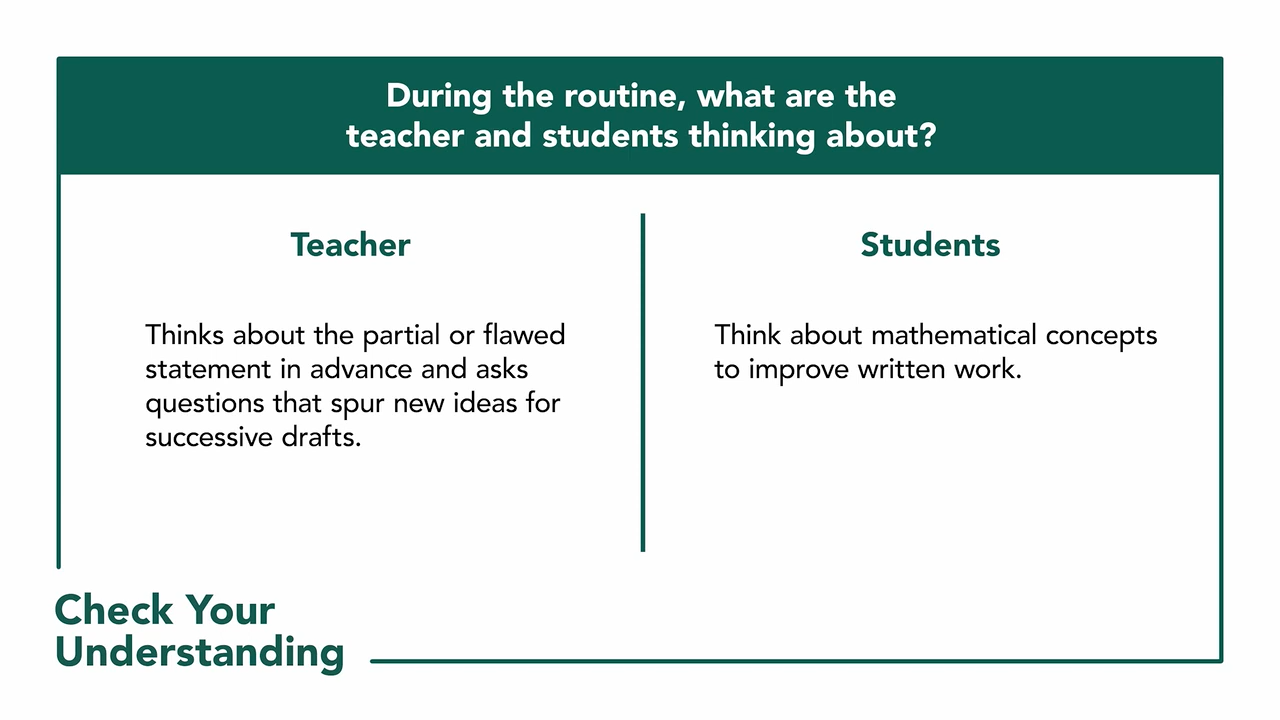 During the routine, what are the
teacher and students thinking about?
Teacher
Thinks about the partial or flawed
statement in advance and asks
questions that spur new ideas for
successive drafts.
Students
Think about mathematical concepts
to improve written work.
Check Your
Understanding